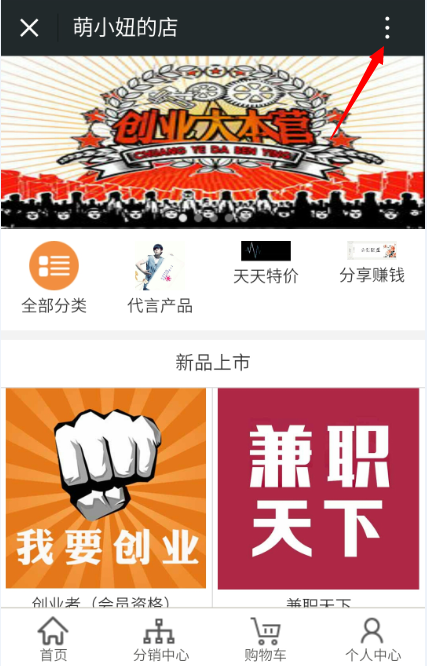 萌小妞的店
创业大本营
CHUANG YE DA BEN YING
全部分类
代言产品
天天特价
分享赚钱
新品上市
我要创业
兼职
天下
创业者（会员资格）
兼职天下
首页
分销中心
购物车
个人中心